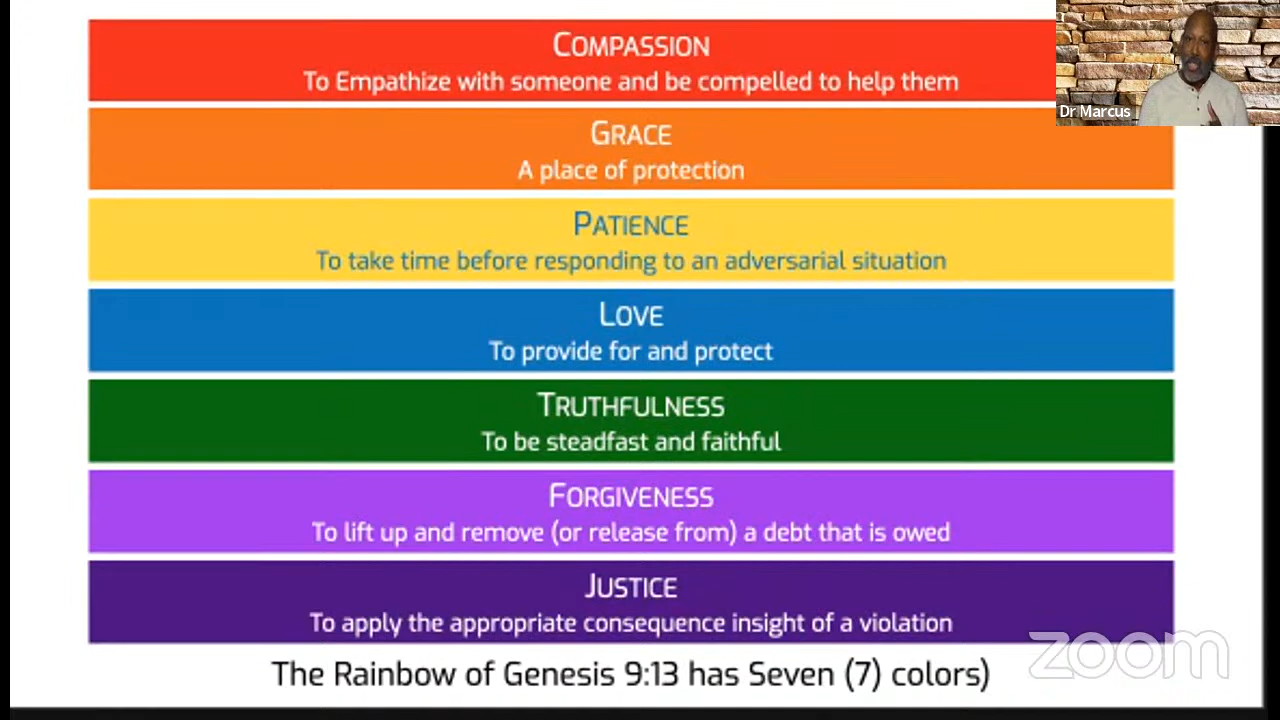 COMPASSION
To Empathize with someone and be compelled to help them
Dr Marcus
GRACE
A place of protection
PATIENCE
To take time before responding to an adversarial situation
LOVE
To provide for and protect
TRUTHFULNESS
To be steadfast and faithful
FORGIVENESS
To lift up and remove (or release from) a debt that is owed
JUSTICE
To apply the appropriate consequence insight of a violation
zoom
The Rainbow of Genesis 9:13 has Seven (7) colors)